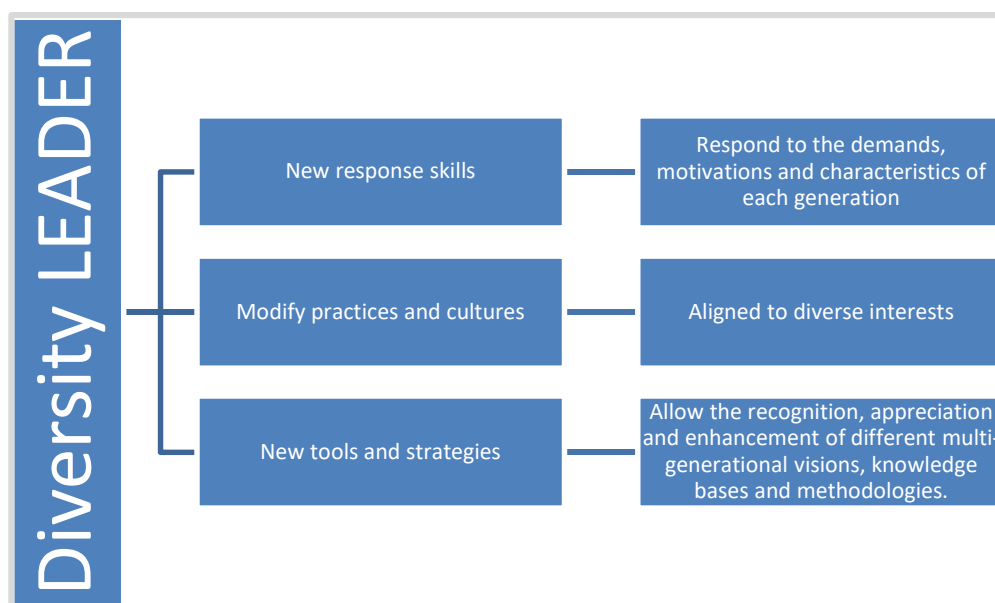 Diversity LEADER
New response skills
Respond to the demands,
motivations and characteristics of
each generation
Modify practices and cultures
Aligned to diverse interests
New tools and strategies
Allow the recognition, appreciation
and enhancement of different multi-
generational visions, knowledge
bases and methodologies.